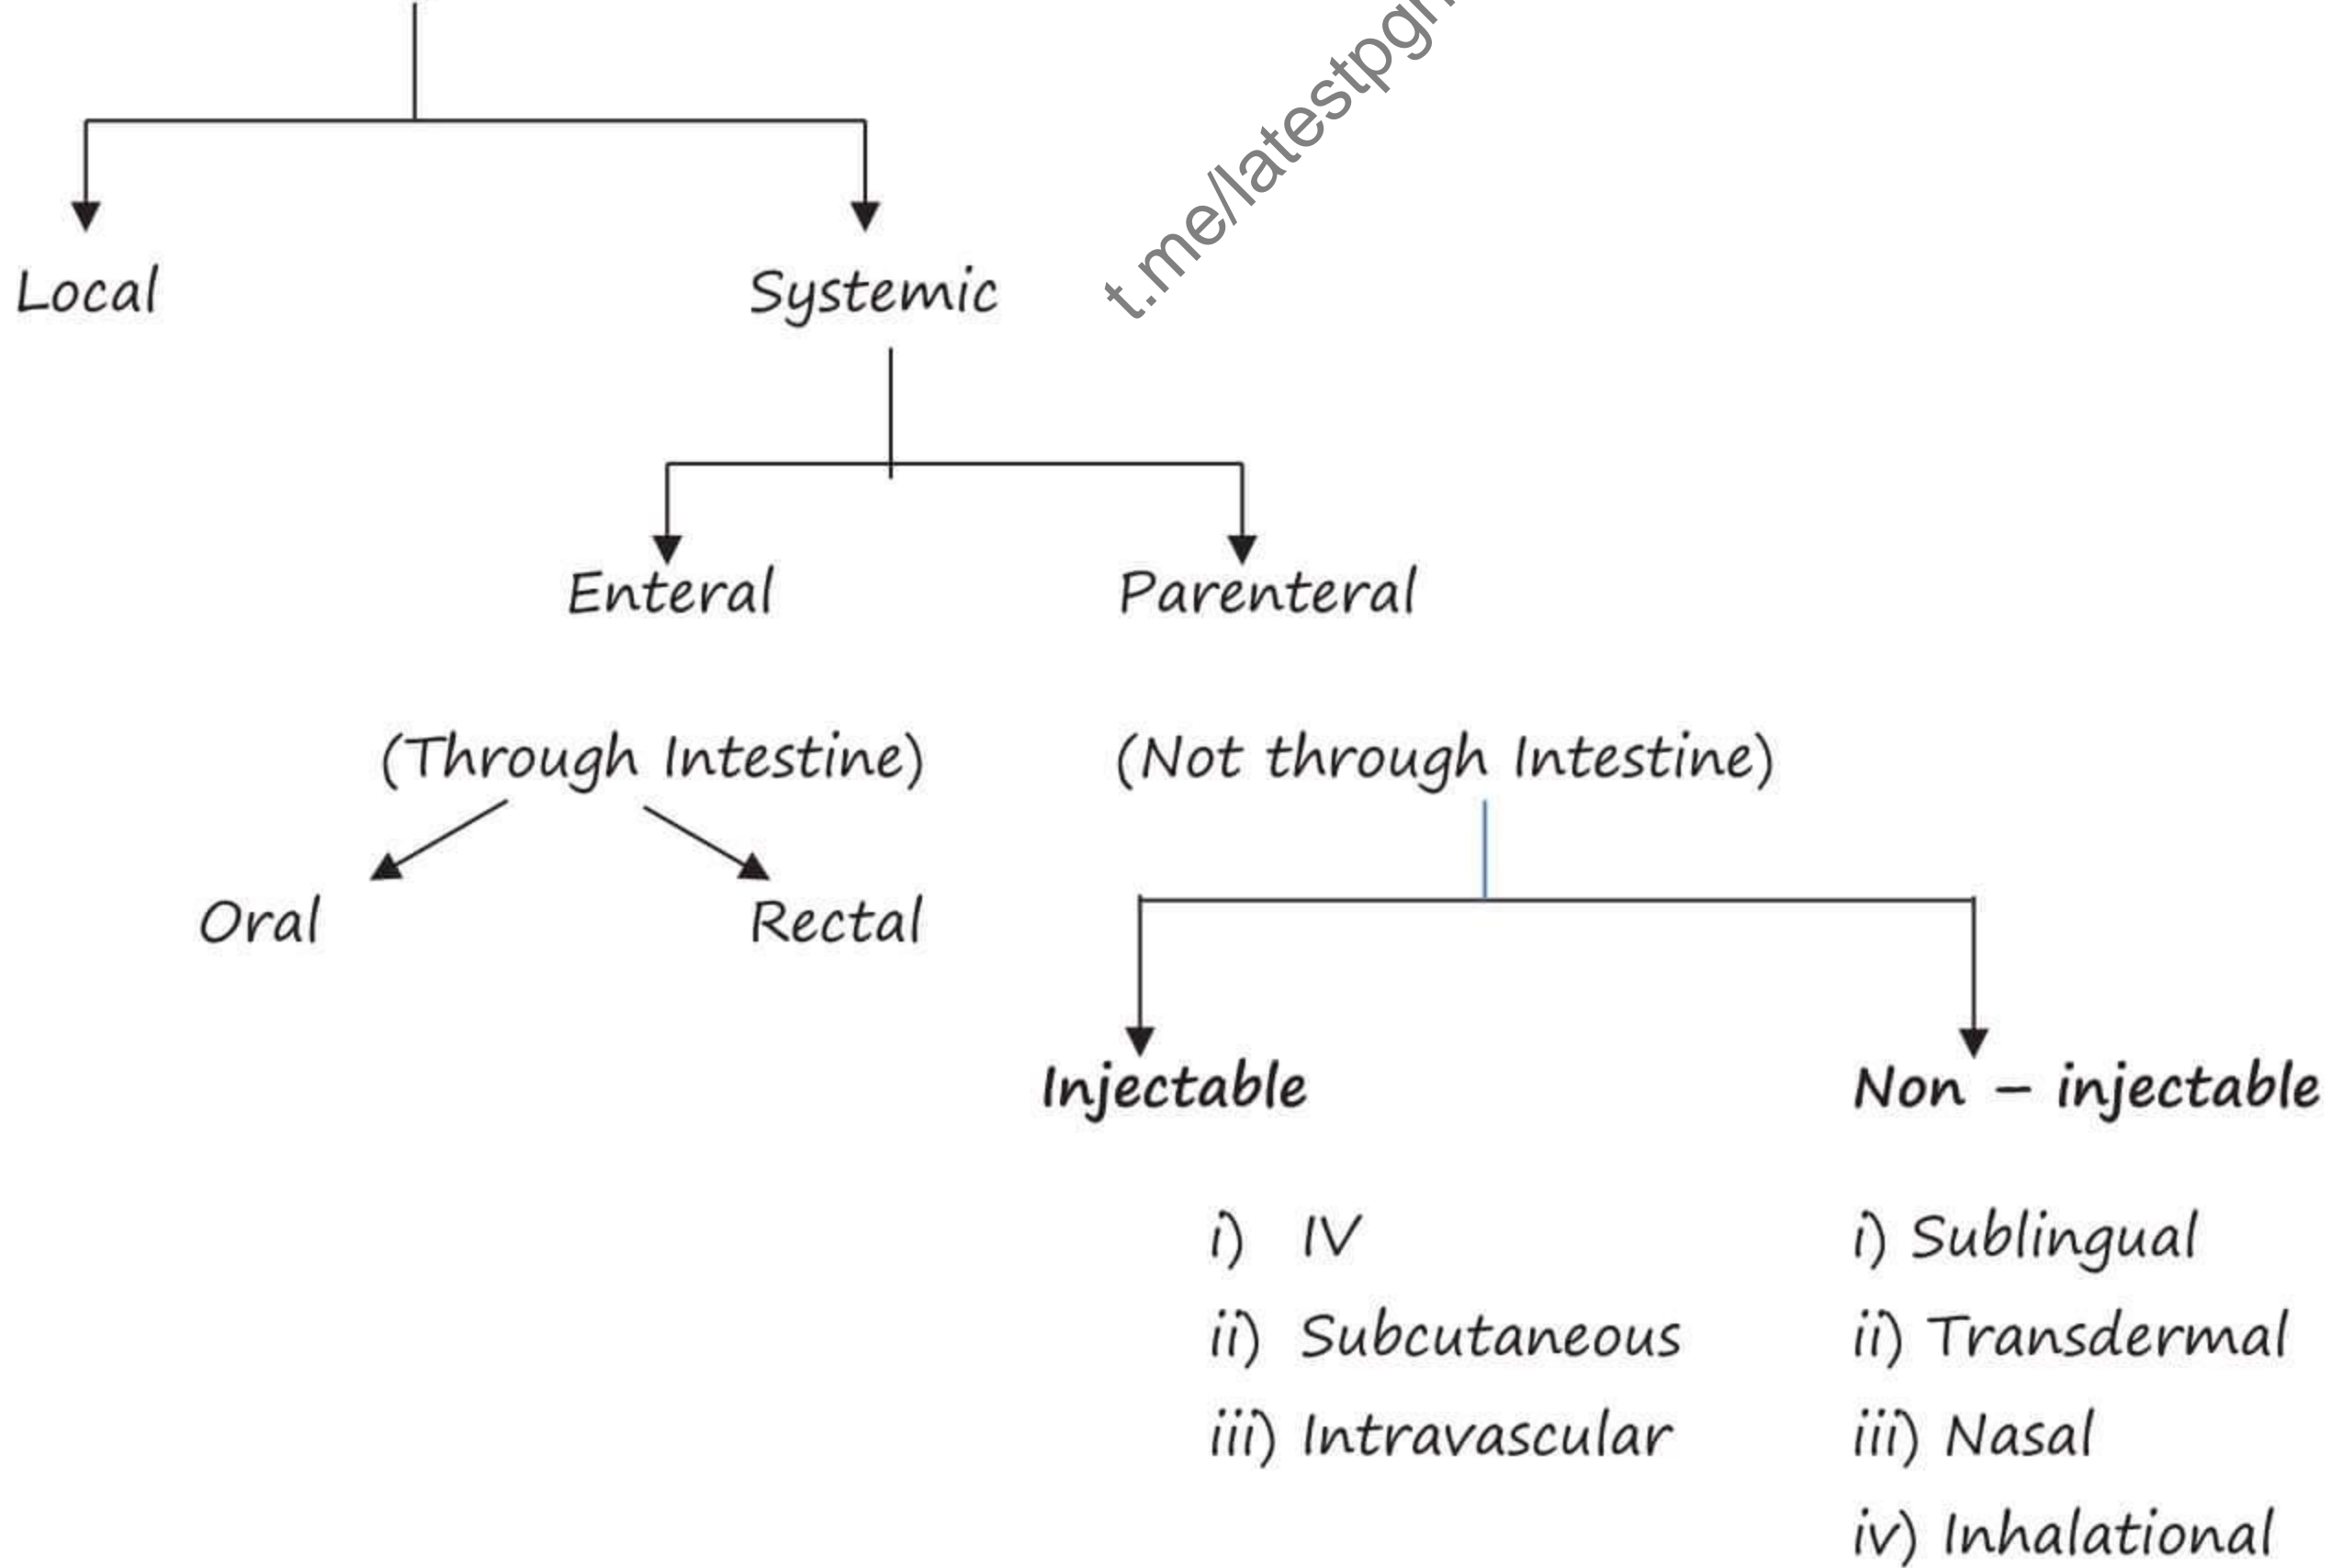 t.me/latestpg
Local
Systemic
Enteral
Parenteral
(Through Intestine)
(Not through Intestine)
Oral
Rectal
Injectable
Non – injectable
i) IV
ii) Subcutaneous
iii) Intravascular
i) Sublingual
ii) Transdermal
iii) Nasal
iv) Inhalational